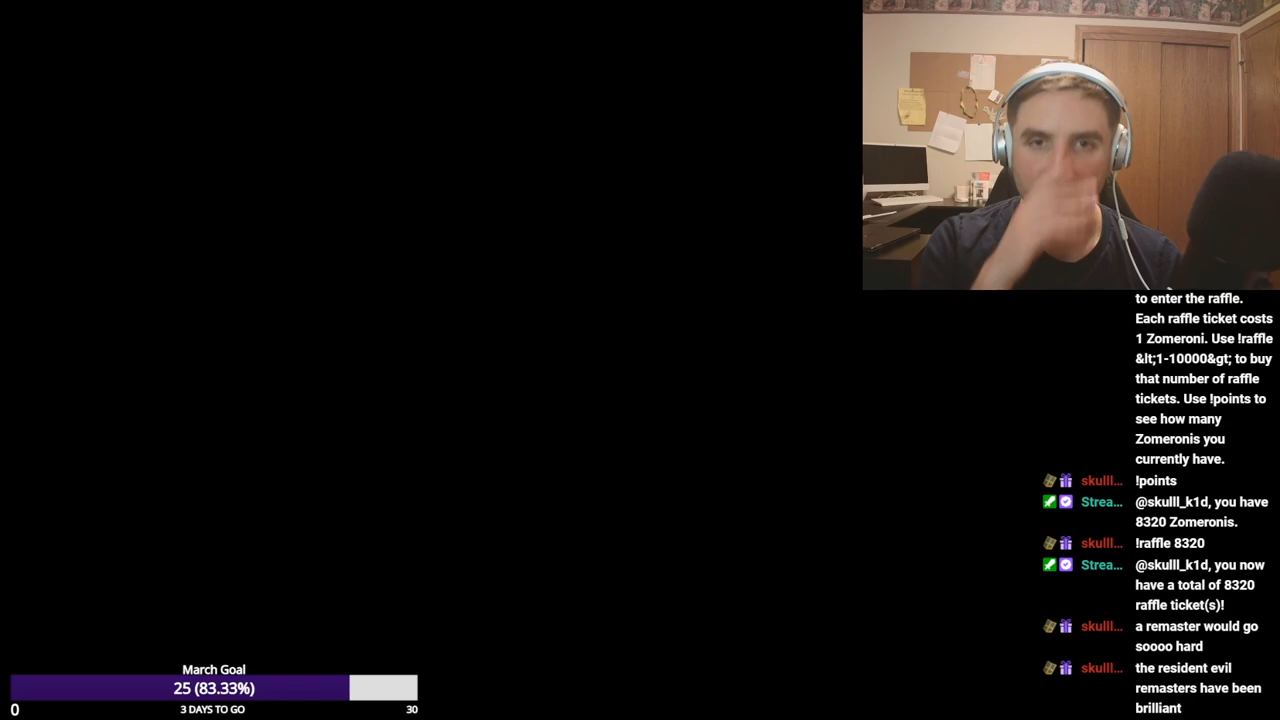 to enter the raffle.
Each raffle ticket costs
1 Zomeroni. Use !raffle
&lt;1-10000&gt; to buy
that number of raffle
tickets. Use !points to
see how many
Zomeronis you
currently have.
skulll... !points
Strea... @skulll_k1d, you have
8320 Zomeronis.
skulll... !raffle 8320
Strea... @skulll_k1d, you now
have a total of 8320
raffle ticket(s)!
skulll... a remaster would go
soooo hard
skulll... the resident evil
remasters have been
brilliant
March Goal
25 (83.33%)
0 3 DAYS TO GO 30